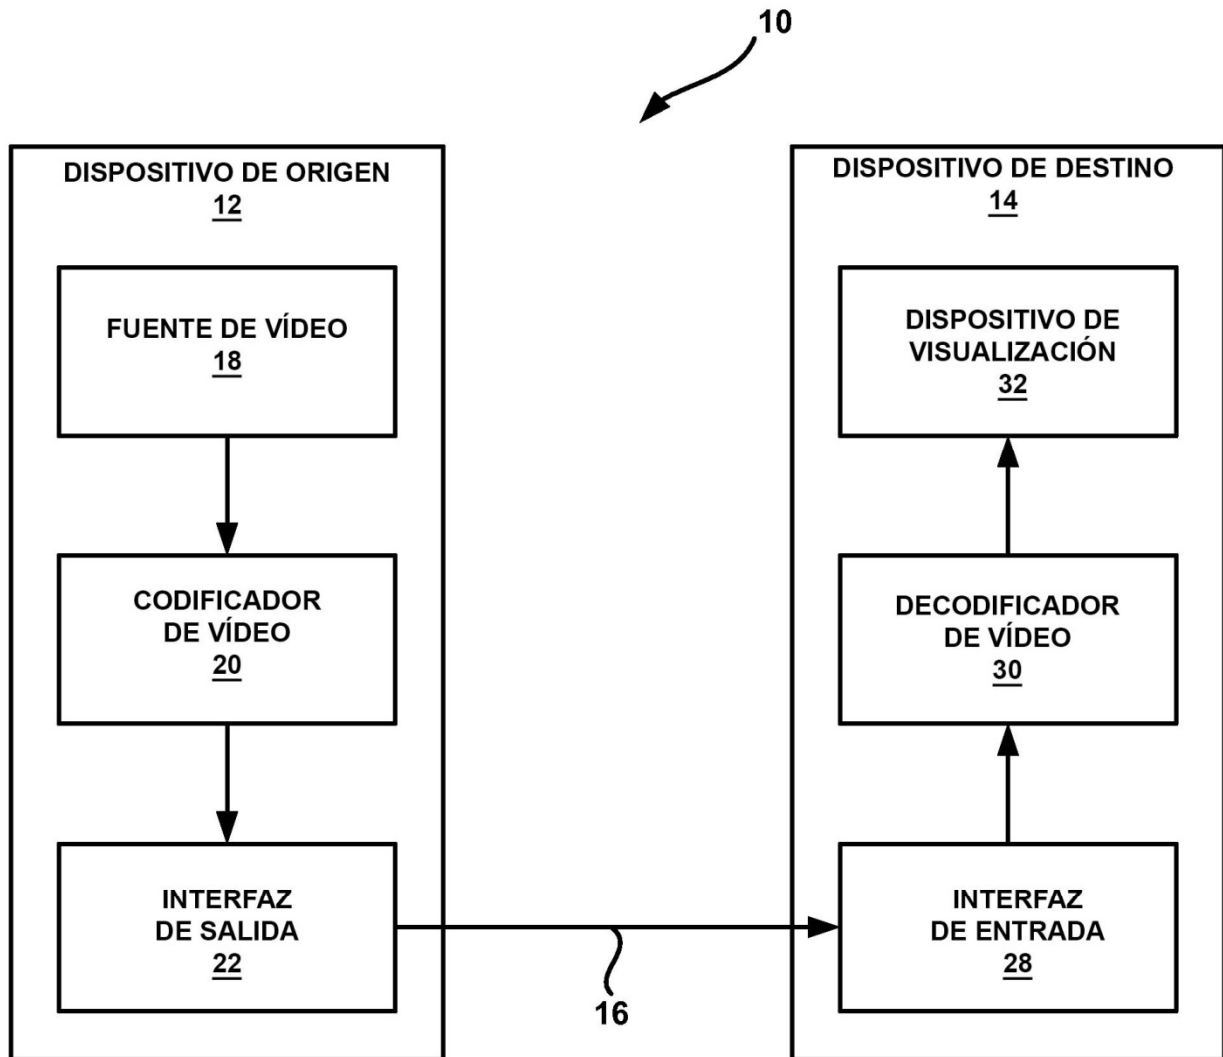 10
DISPOSITIVO DE ORIGEN
12
FUENTE DE VÍDEO
18
CODIFICADOR
DE VÍDEO
20
INTERFAZ
DE SALIDA
22
16
DISPOSITIVO DE DESTINO
14
DISPOSITIVO DE
VISUALIZACIÓN
32
DECODIFICADOR
DE VÍDEO
30
INTERFAZ
DE ENTRADA
28